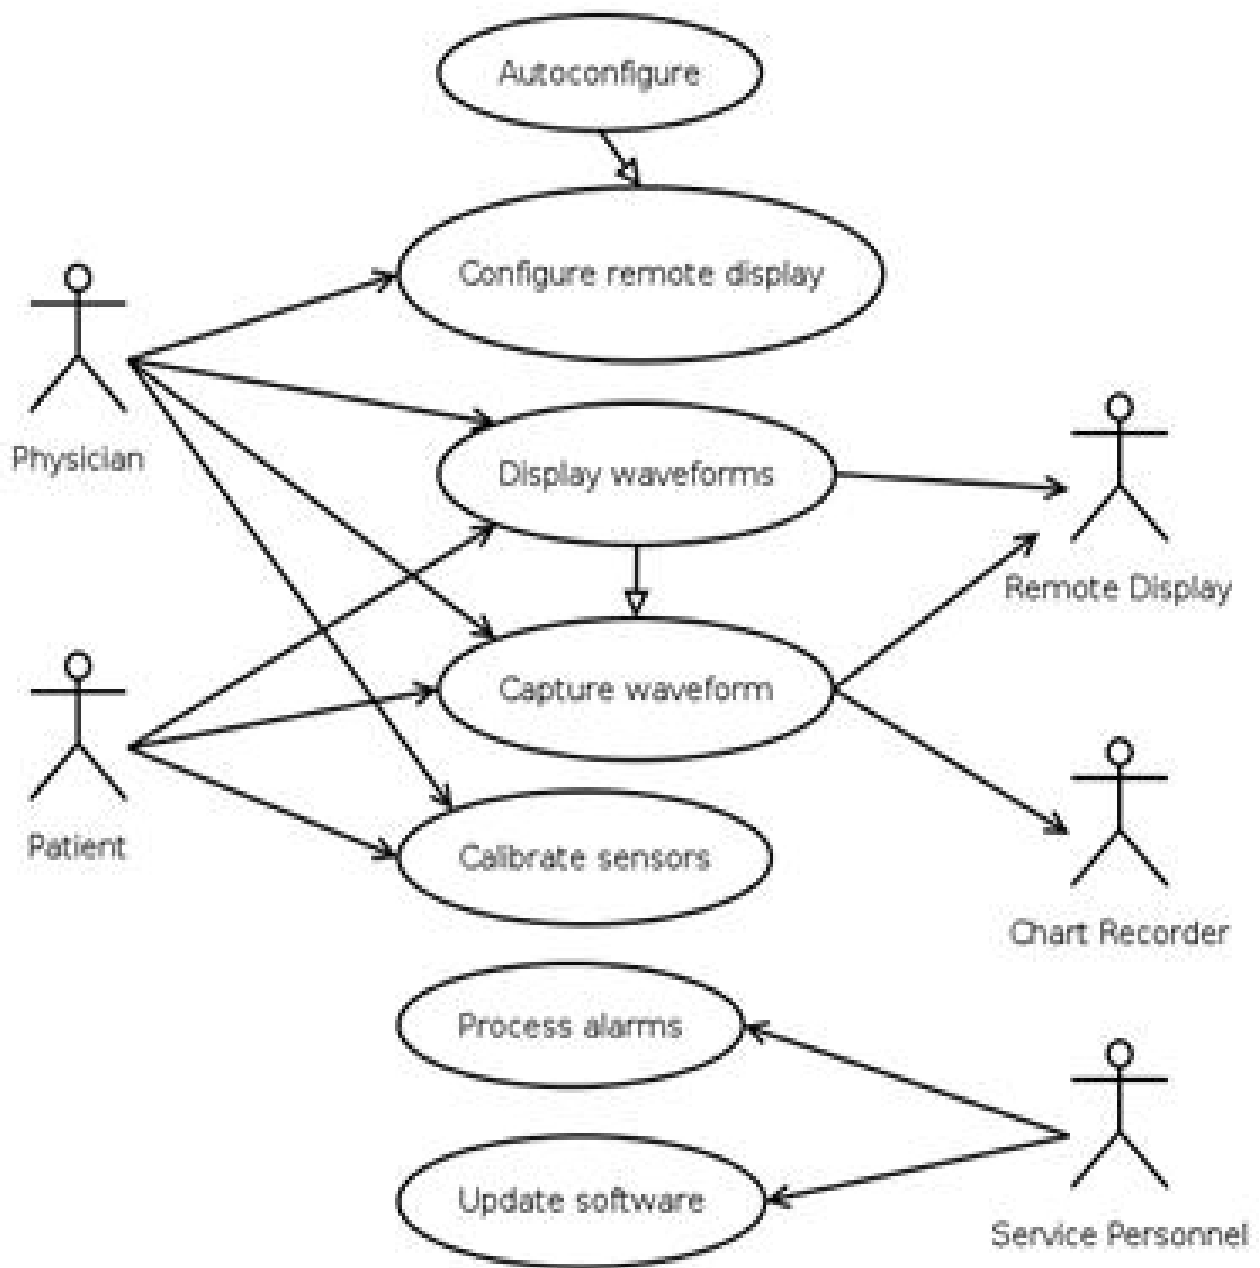 Autoconfigure
Configure remote display
Physician
Display waveforms
Remote Display
Capture waveform
Patient
Calibrate sensors
Chart Recorder
Process alarms
Update software
Service Personnel